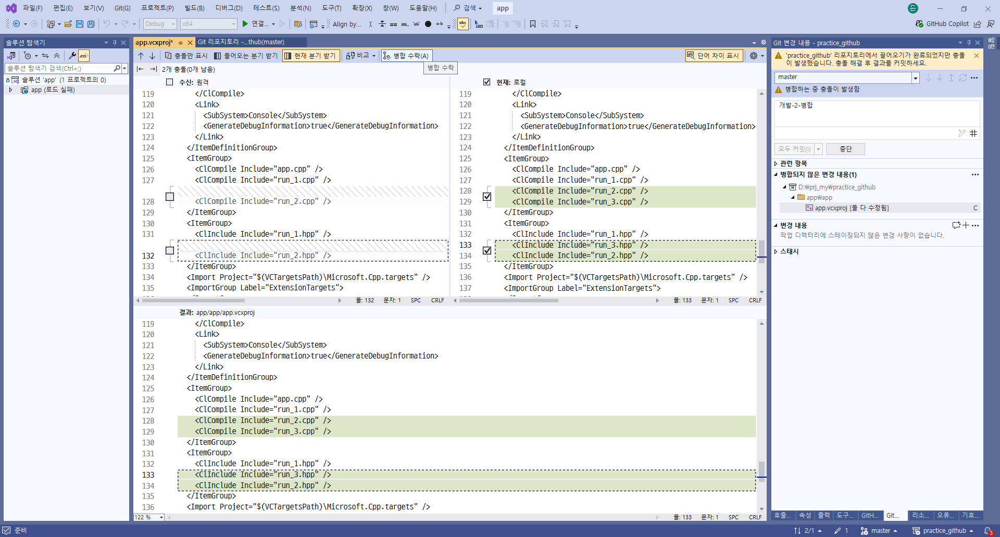 파일(F) 편집(E) 보기(V) Git(G) 프로젝트(P) 빌드(B) 디버그(D) 테스트(S) 분석(N) 도구(T) 확장(X) 창(W) 도움말(H) 검색 app
Debug x64 연결... Align by... GitHub Copilot
솔루션 탐색기
솔루션 탐색기 검색(Ctrl+;)
솔루션 'app' (1 프로젝트의 0)
app (로드 실패)
app.vcxproj* Git 리포지토리 -...thub(master)
충돌만 표시 들어오는 분기 받기 현재 분기 받기 비교 병합 수락(A) 단어 차이 표시
병합 수락
2개 충돌(0개 남음)
수신: 원격
119 </ClCompile>
120 <Link>
121 <SubSystem>Console</SubSystem>
122 <GenerateDebugInformation>true</GenerateDebugInformation>
123 </Link>
124 </ItemDefinitionGroup>
125 <ItemGroup>
126 <ClCompile Include="app.cpp" />
127 <ClCompile Include="run_1.cpp" />
128 <ClCompile Include="run_2.cpp" />
129 </ItemGroup>
130 <ItemGroup>
131 <ClInclude Include="run_1.hpp" />
132 <ClInclude Include="run_2.hpp" />
133 </ItemGroup>
134 <Import Project="$(VCTargetsPath)\Microsoft.Cpp.targets" />
135 <ImportGroup Label="ExtensionTargets">
줄: 132 문자: 1 SPC CRLF
현재: 로컬
119 </ClCompile>
120 <Link>
121 <SubSystem>Console</SubSystem>
122 <GenerateDebugInformation>true</GenerateDebugInformation>
123 </Link>
124 </ItemDefinitionGroup>
125 <ItemGroup>
126 <ClCompile Include="app.cpp" />
127 <ClCompile Include="run_1.cpp" />
128 <ClCompile Include="run_2.cpp" />
129 <ClCompile Include="run_3.cpp" />
130 </ItemGroup>
131 <ItemGroup>
132 <ClInclude Include="run_1.hpp" />
133 <ClInclude Include="run_3.hpp" />
134 <ClInclude Include="run_2.hpp" />
135 </ItemGroup>
136 <Import Project="$(VCTargetsPath)\Microsoft.Cpp.targets" />
137 <ImportGroup Label="ExtensionTargets">
줄: 133 문자: 1 SPC CRLF
결과: app/app/app.vcxproj
119 </ClCompile>
120 <Link>
121 <SubSystem>Console</SubSystem>
122 <GenerateDebugInformation>true</GenerateDebugInformation>
123 </Link>
124 </ItemDefinitionGroup>
125 <ItemGroup>
126 <ClCompile Include="app.cpp" />
127 <ClCompile Include="run_1.cpp" />
128 <ClCompile Include="run_2.cpp" />
129 <ClCompile Include="run_3.cpp" />
130 </ItemGroup>
131 <ItemGroup>
132 <ClInclude Include="run_1.hpp" />
133 <ClInclude Include="run_3.hpp" />
134 <ClInclude Include="run_2.hpp" />
135 </ItemGroup>
136 <Import Project="$(VCTargetsPath)\Microsoft.Cpp.targets" />
122 % 줄: 133 문자: 1 SPC CRLF
Git 변경 내용 - practice_github
'practice_github' 리포지토리에서 끌어오기가 완료되었지만 충돌
이 발생했습니다. 충돌 해결 후 결과를 커밋하세요.
master
병합하는 중 충돌이 발생함
개발-2-병합
모두 커밋(I) 중단
관련 항목
병합되지 않은 변경 내용(1)
D:₩prj_my₩practice_github
app₩app
app.vcxproj [둘 다 수정됨] C
변경 내용
작업 디렉터리에 스테이징되지 않은 변경 사항이 없습니다.
스태시
호출... 속성 출력 도구... GitH... Git... 리소... 오류... 기호...
알림
준비 2/1 1 master practice_github 3